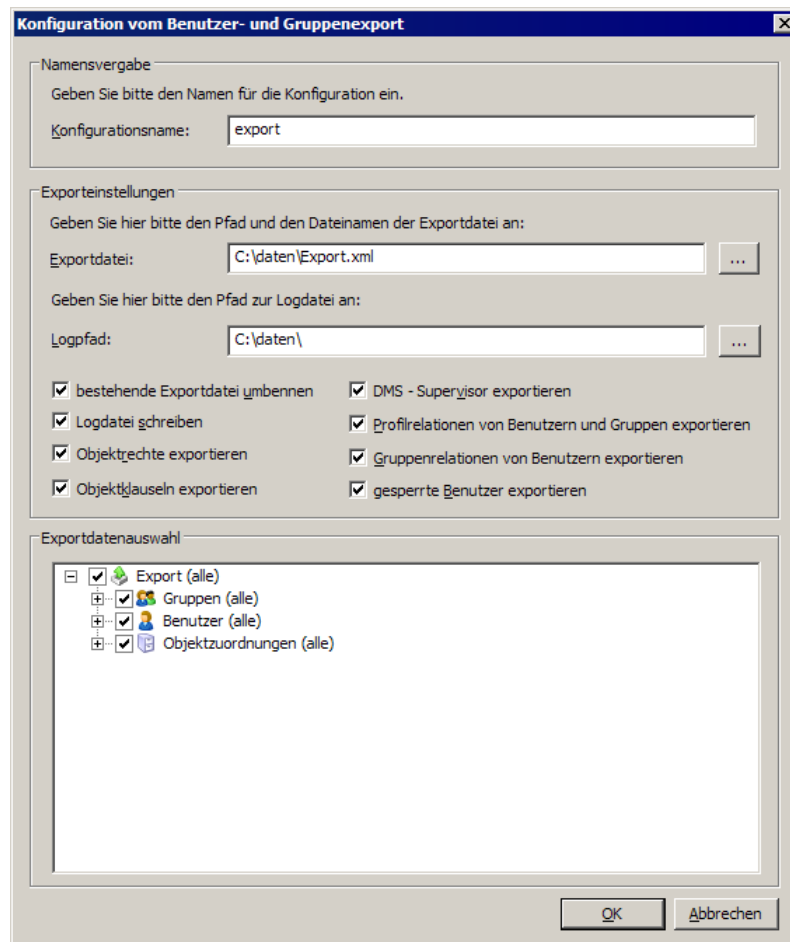 Konfiguration vom Benutzer- und Gruppenexport
Namensvergabe
Geben Sie bitte den Namen für die Konfiguration ein.
Konfigurationsname:
export
Exporteinstellungen
Geben Sie hier bitte den Pfad und den Dateinamen der Exportdatei an:
Exportdatei:
C:\daten\Export.xml
...
Geben Sie hier bitte den Pfad zur Logdatei an:
Logpfad:
C:\daten\
...
bestehende Exportdatei umbennen
DMS - Supervisor exportieren
Logdatei schreiben
Profilrelationen von Benutzern und Gruppen exportieren
Objektrechte exportieren
Gruppenrelationen von Benutzern exportieren
Objektklauseln exportieren
gesperrte Benutzer exportieren
Exportdatenauswahl
Export (alle)
Gruppen (alle)
Benutzer (alle)
Objektzuordnungen (alle)
OK
Abbrechen